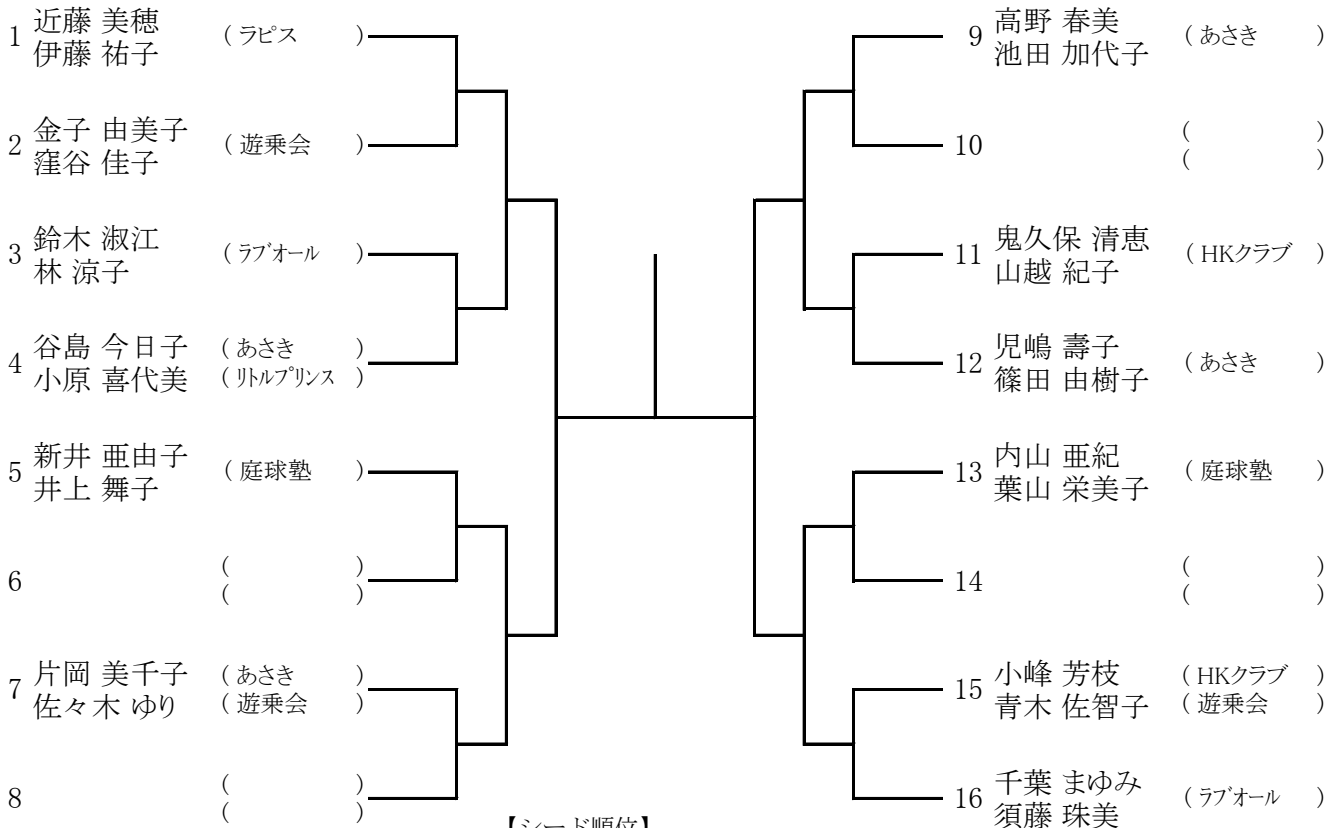 1 近藤 美穂 伊藤 祐子 ( ラピス )
2 金子 由美子 窪谷 佳子 ( 遊乗会 )
3 鈴木 淑江 林 涼子 ( ラブオール )
4 谷島 今日子 ( あさき )
小原 喜代美 ( リトルプリンス )
5 新井 亜由子 井上 舞子 ( 庭球塾 )
6 ( )
( )
7 片岡 美千子 ( あさき )
佐々木 ゆり ( 遊乗会 )
8 ( )
( )
9 高野 春美 池田 加代子 ( あさき )
10 ( )
( )
11 鬼久保 清恵 山越 紀子 ( HKクラブ )
12 児嶋 壽子 篠田 由樹子 ( あさき )
13 内山 亜紀 葉山 栄美子 ( 庭球塾 )
14 ( )
( )
15 小峰 芳枝 ( HKクラブ )
青木 佐智子 ( 遊乗会 )
16 千葉 まゆみ 須藤 珠美 ( ラブオール )
【シード順位】